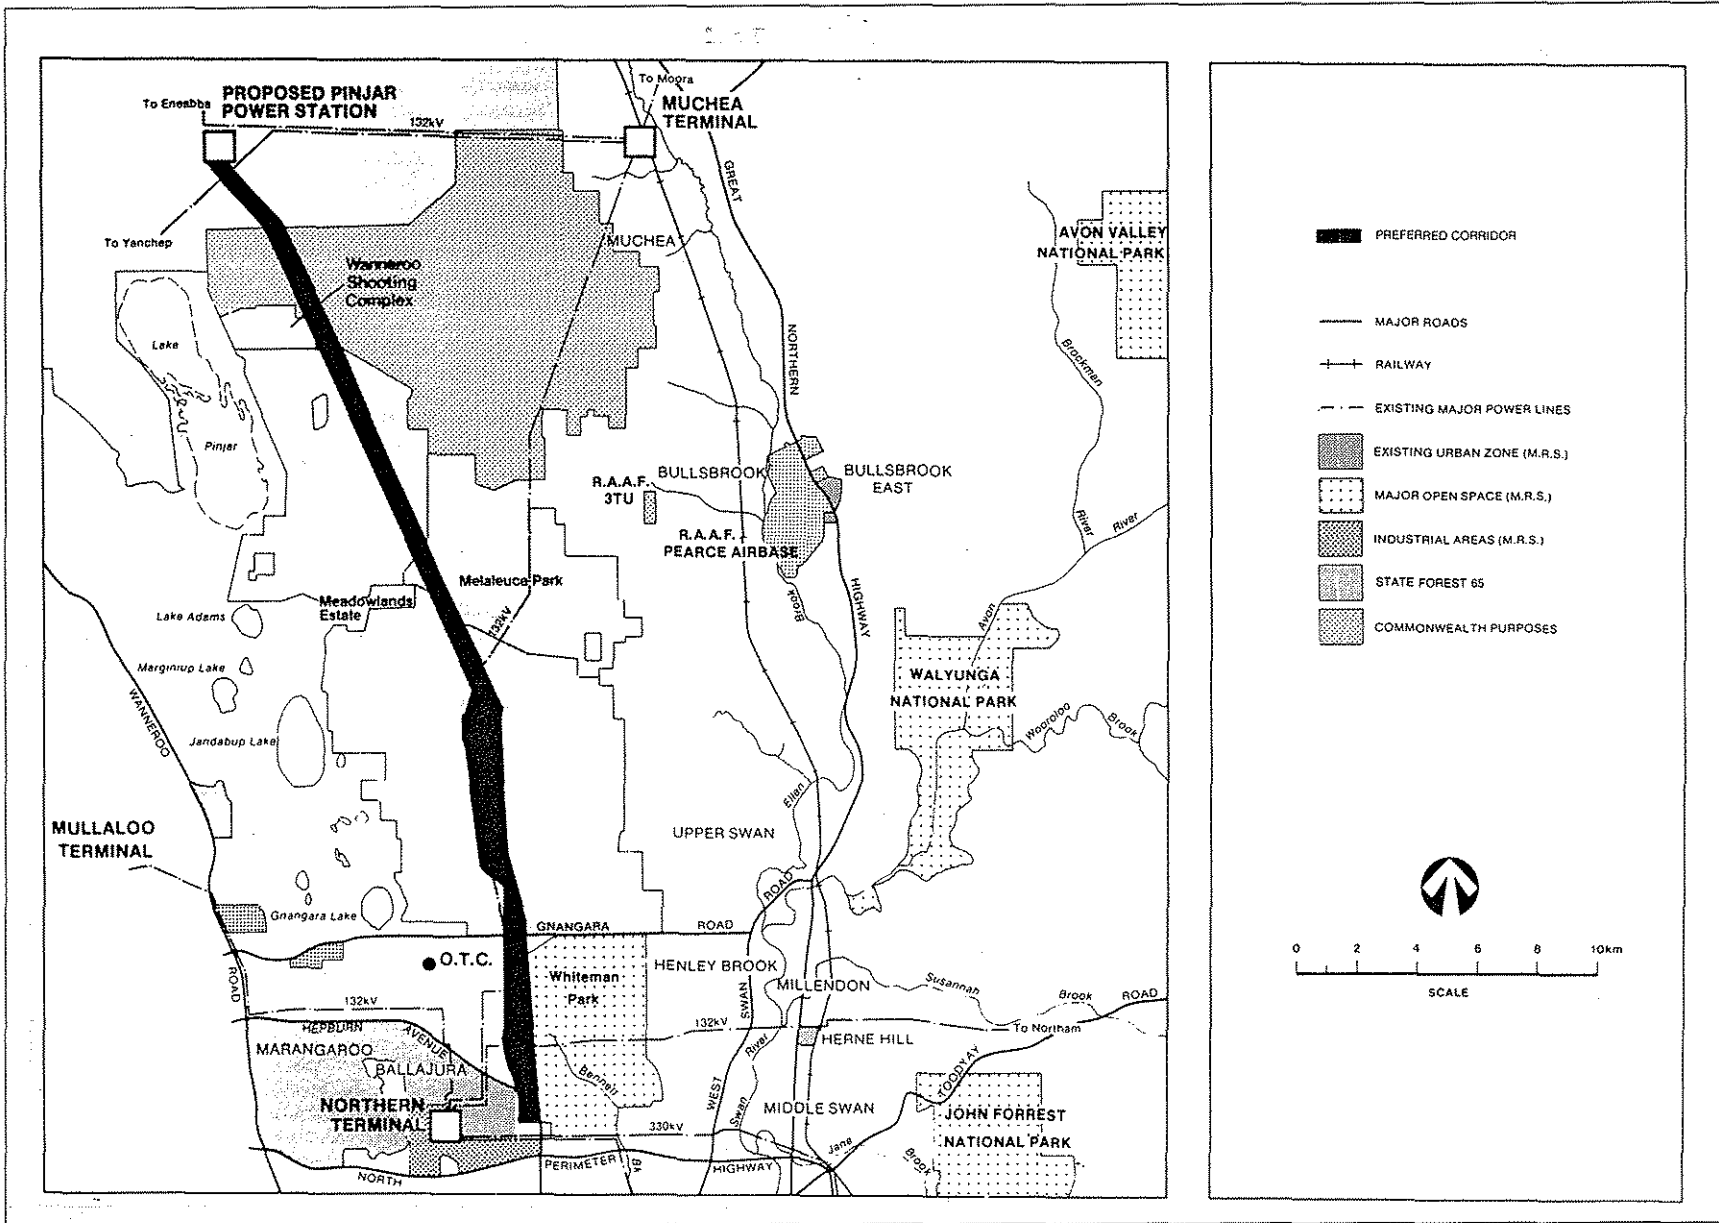 To Eneabba
PROPOSED PINJAR
POWER STATION
132kV
To Moora
MUCHEA
TERMINAL
GREAT
To Yanchep
MUCHEA
AVON VALLEY
NATIONAL PARK
Wanneroo
Shooting
Complex
Lake
NORTHERN
Brockman
Pinjar
BULLSBROOK
BULLSBROOK
EAST
R.A.A.F.
3TU
R.A.A.F.
PEARCE AIRBASE
River
River
Melaleuca Park
Meadowlands
Estate
132kV
Brook
HIGHWAY
Avon
Lake Adams
Marginiup Lake
WANNEROO
WALYUNGA
NATIONAL PARK
Wooroloo
Brook
Jandabup Lake
Ellen
MULLALOO
TERMINAL
UPPER SWAN
ROAD
Gnangara Lake
GNANGARA
ROAD
O.T.C.
Whiteman
Park
HENLEY BROOK
MILLENDON
Susannah
Brook
ROAD
ROAD
132kV
SWAN
HEPBURN
AVENUE
132kV
To Northam
MARANGAROO
River
HERNE HILL
BALLAJURA
Bennett
TOODYAY
NORTHERN
TERMINAL
WEST
Swan
MIDDLE SWAN
JOHN FORREST
NATIONAL PARK
330kV
Jane
Brook
PERIMETER
Bk
HIGHWAY
NORTH
PREFERRED CORRIDOR
MAJOR ROADS
RAILWAY
EXISTING MAJOR POWER LINES
EXISTING URBAN ZONE (M.R.S.)
MAJOR OPEN SPACE (M.R.S.)
INDUSTRIAL AREAS (M.R.S.)
STATE FOREST 65
COMMONWEALTH PURPOSES
0 2 4 6 8 10km
SCALE